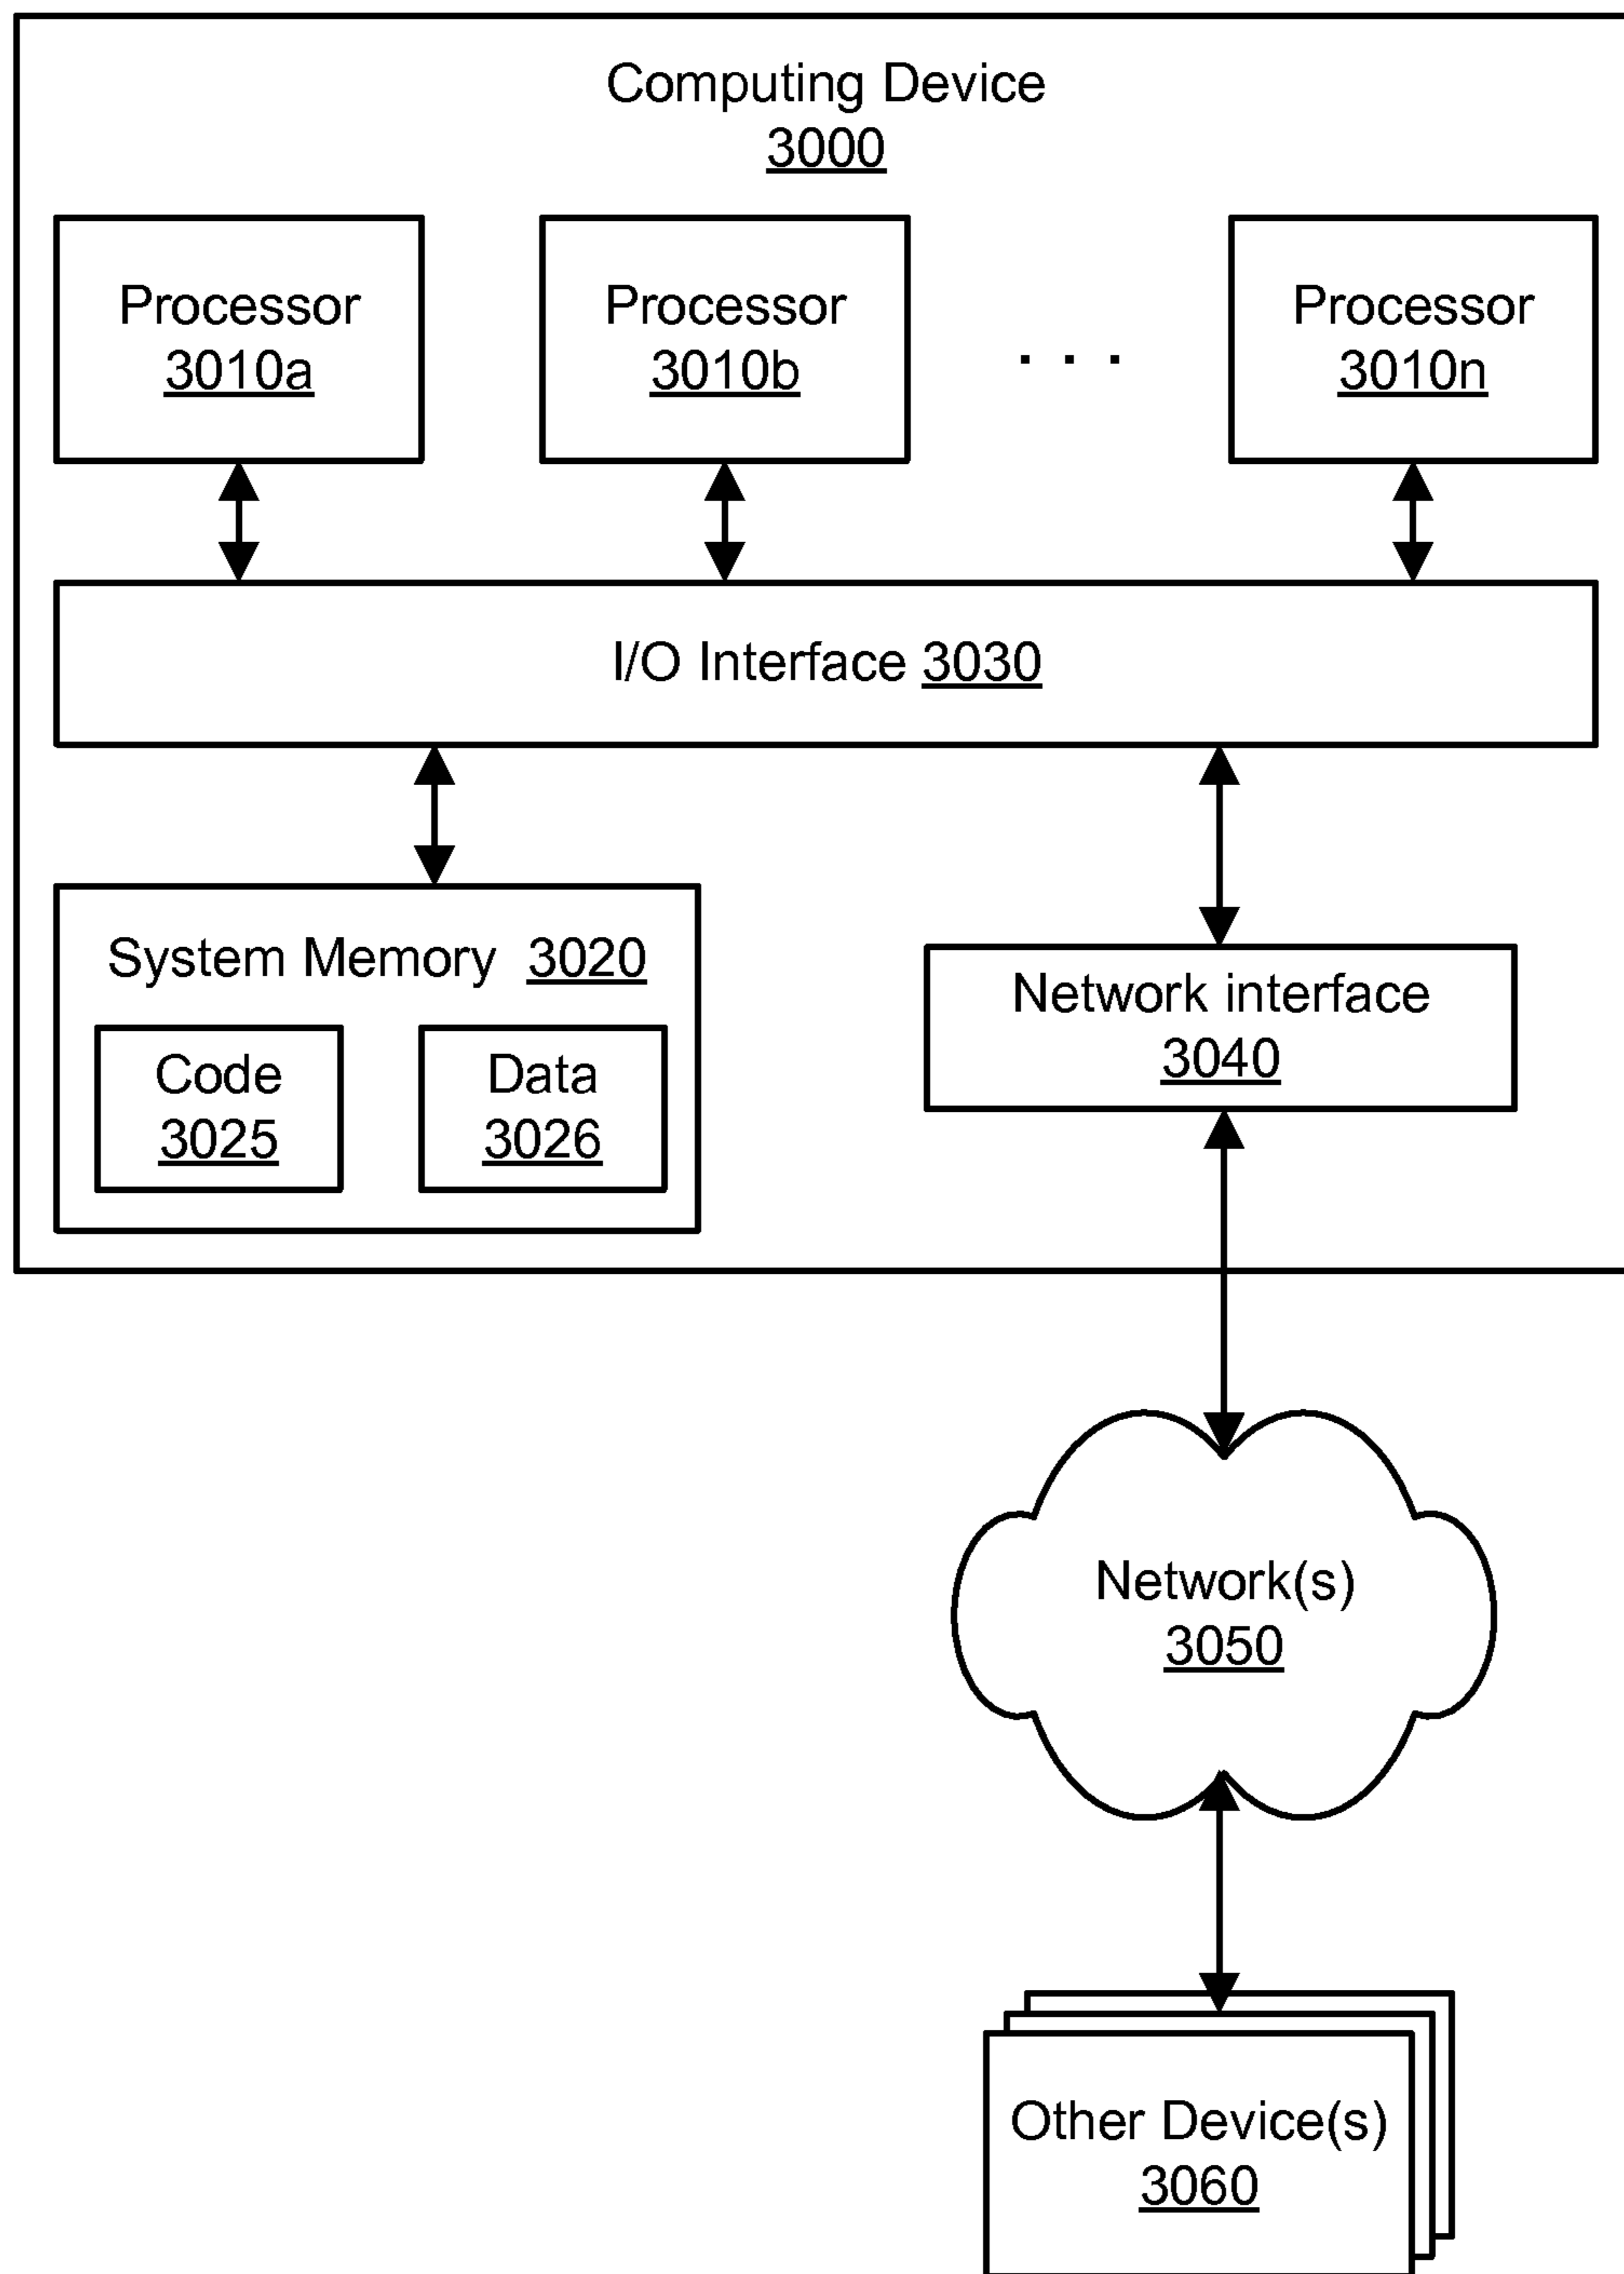 Computing Device
3000
Processor
3010a
Processor
3010b
. . .
Processor
3010n
I/O Interface 3030
System Memory 3020
Code
3025
Data
3026
Network interface
3040
Network(s)
3050
Other Device(s)
3060